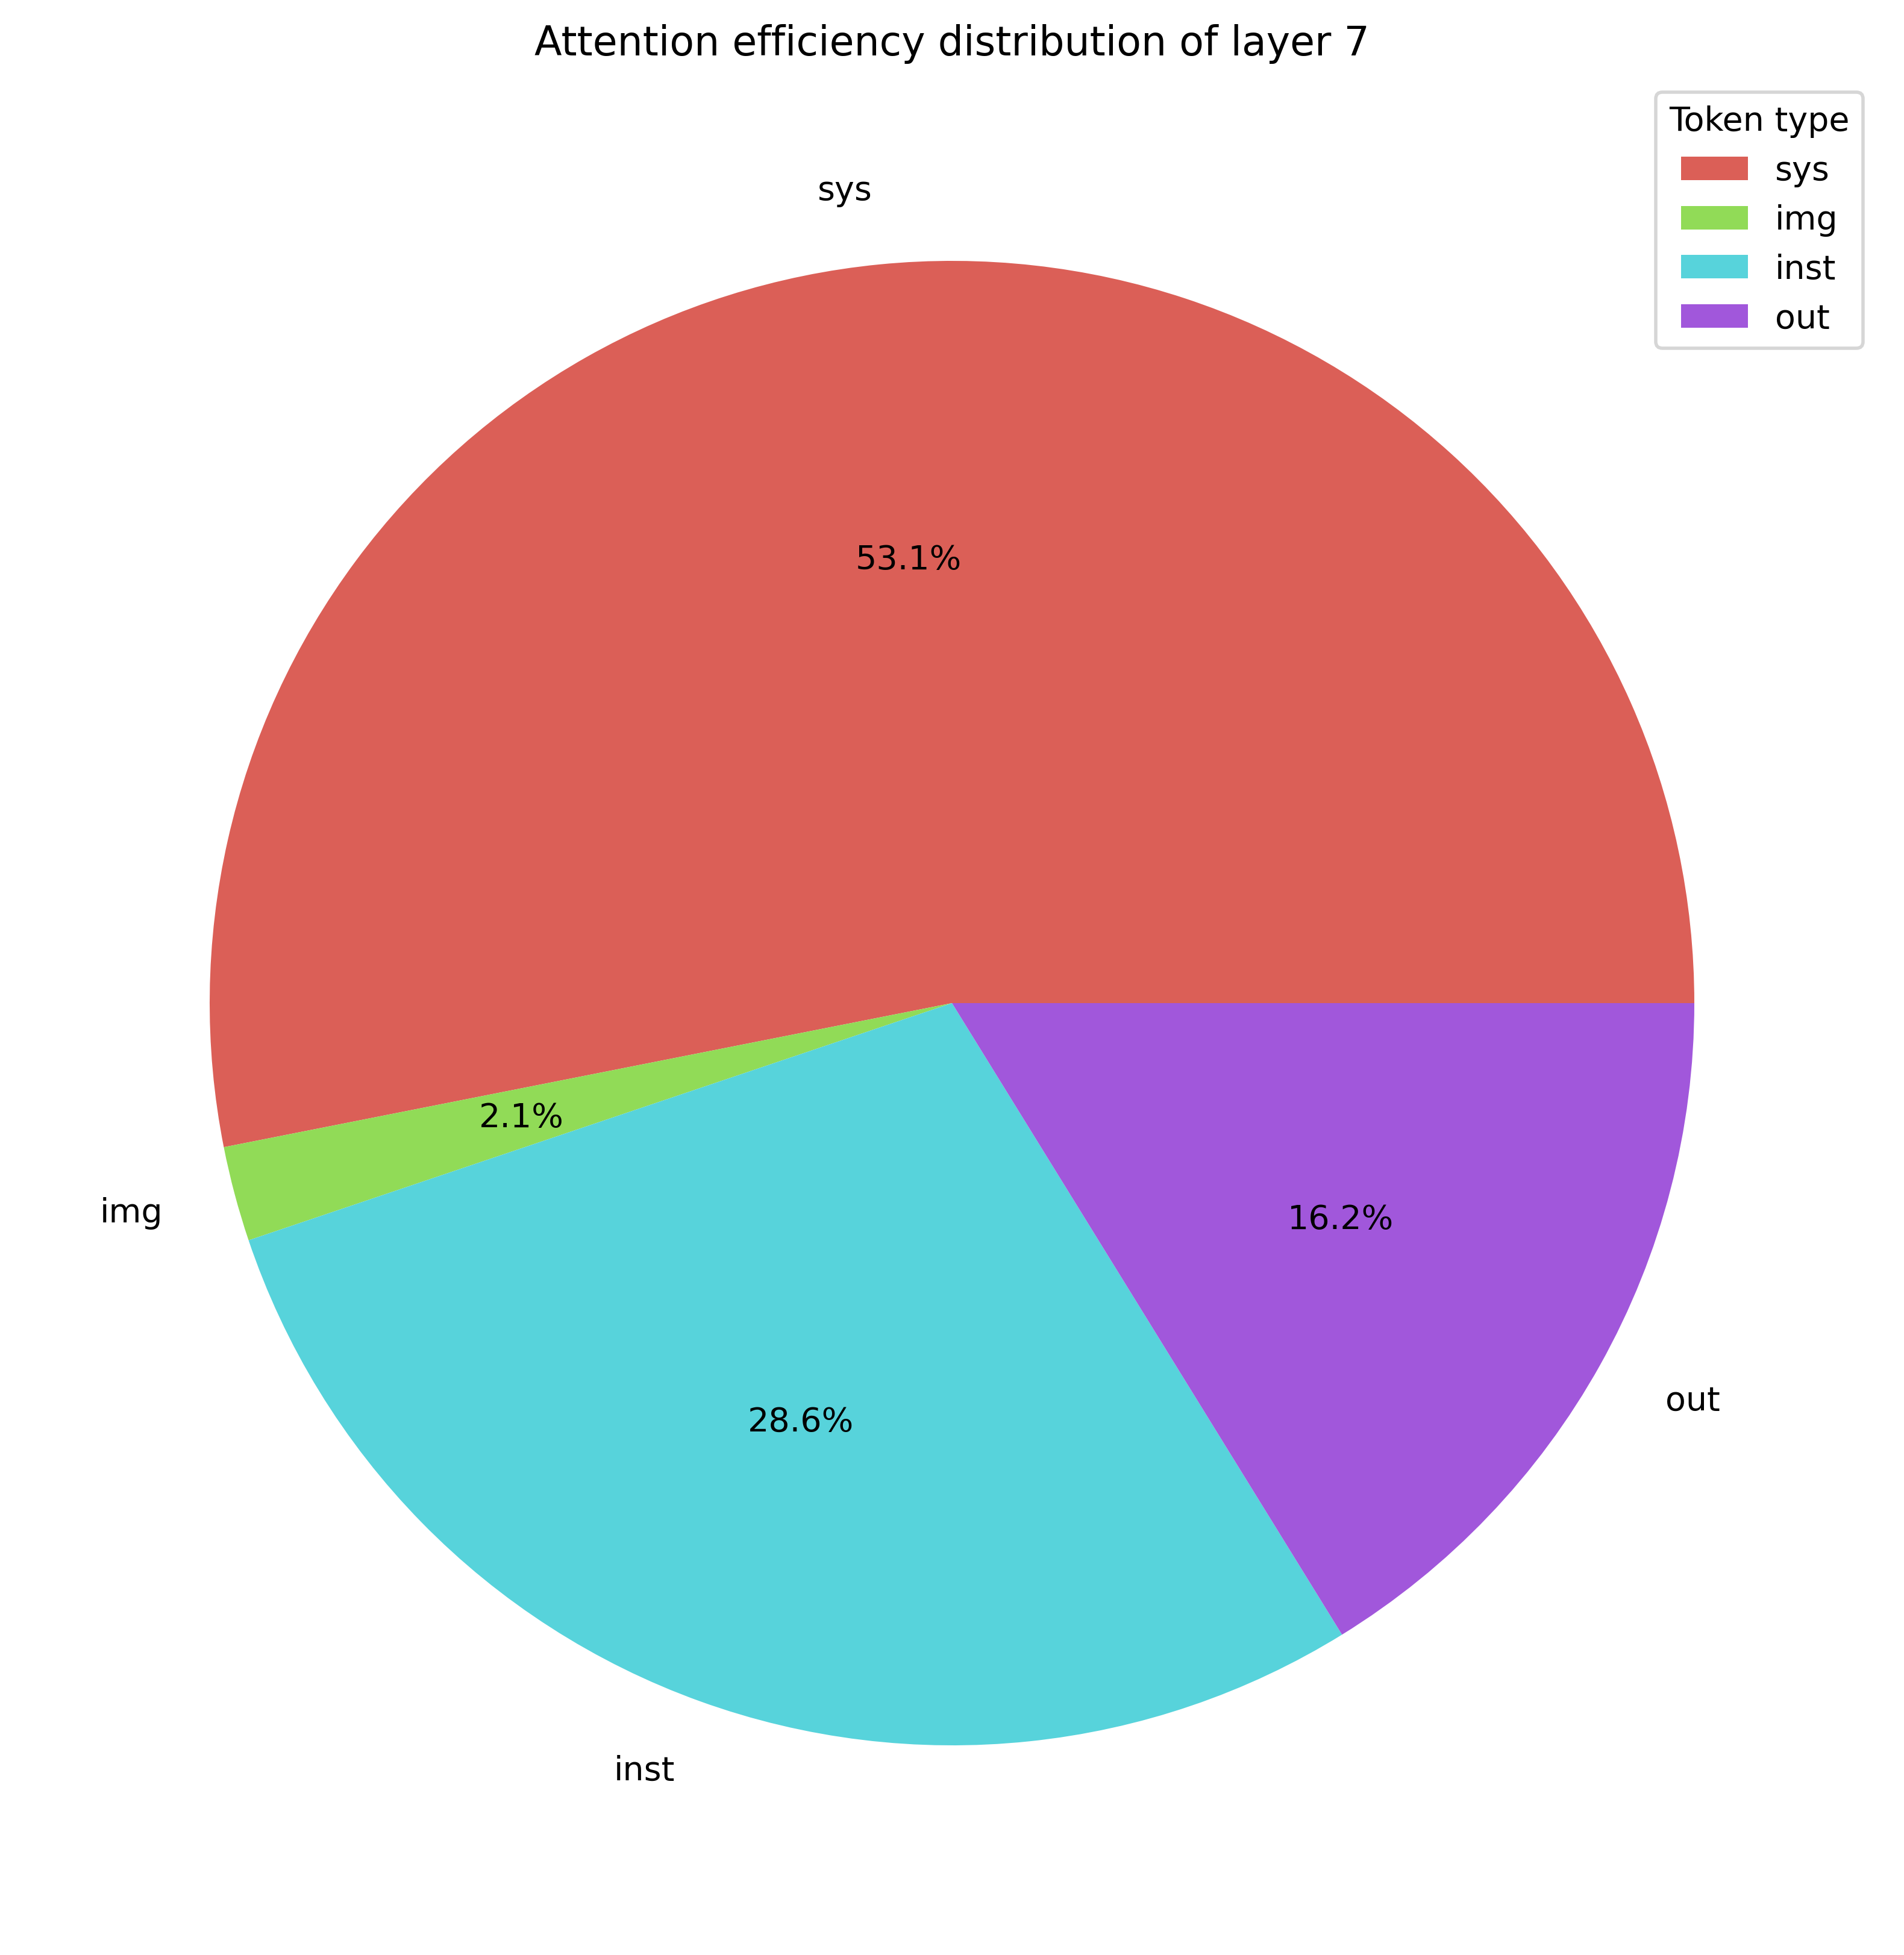 Attention efficiency distribution of layer 7
Token type
sys
img
inst
out
sys
53.1%
2.1%
img
16.2%
out
28.6%
inst